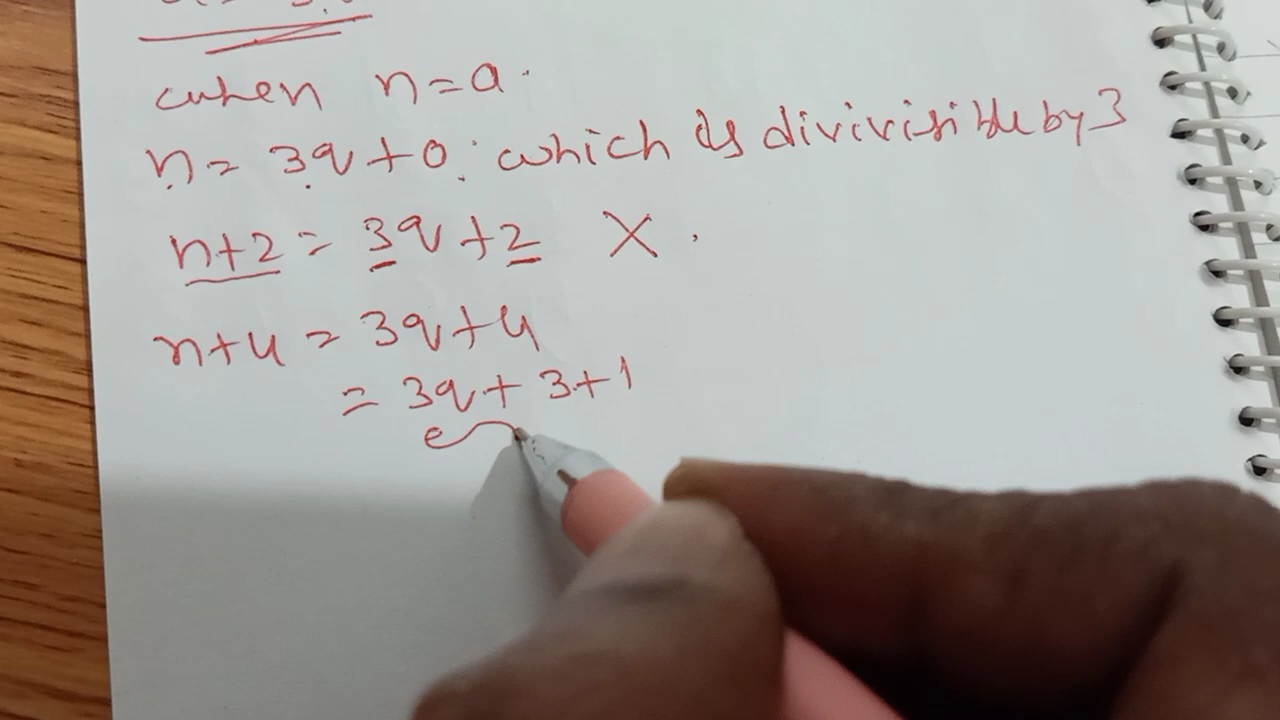 when n=a.
n= 3q+0: which is divivisible by 3
n+2 = 3q+2 X.
n+4 = 3q+4
= 3q+ 3+1